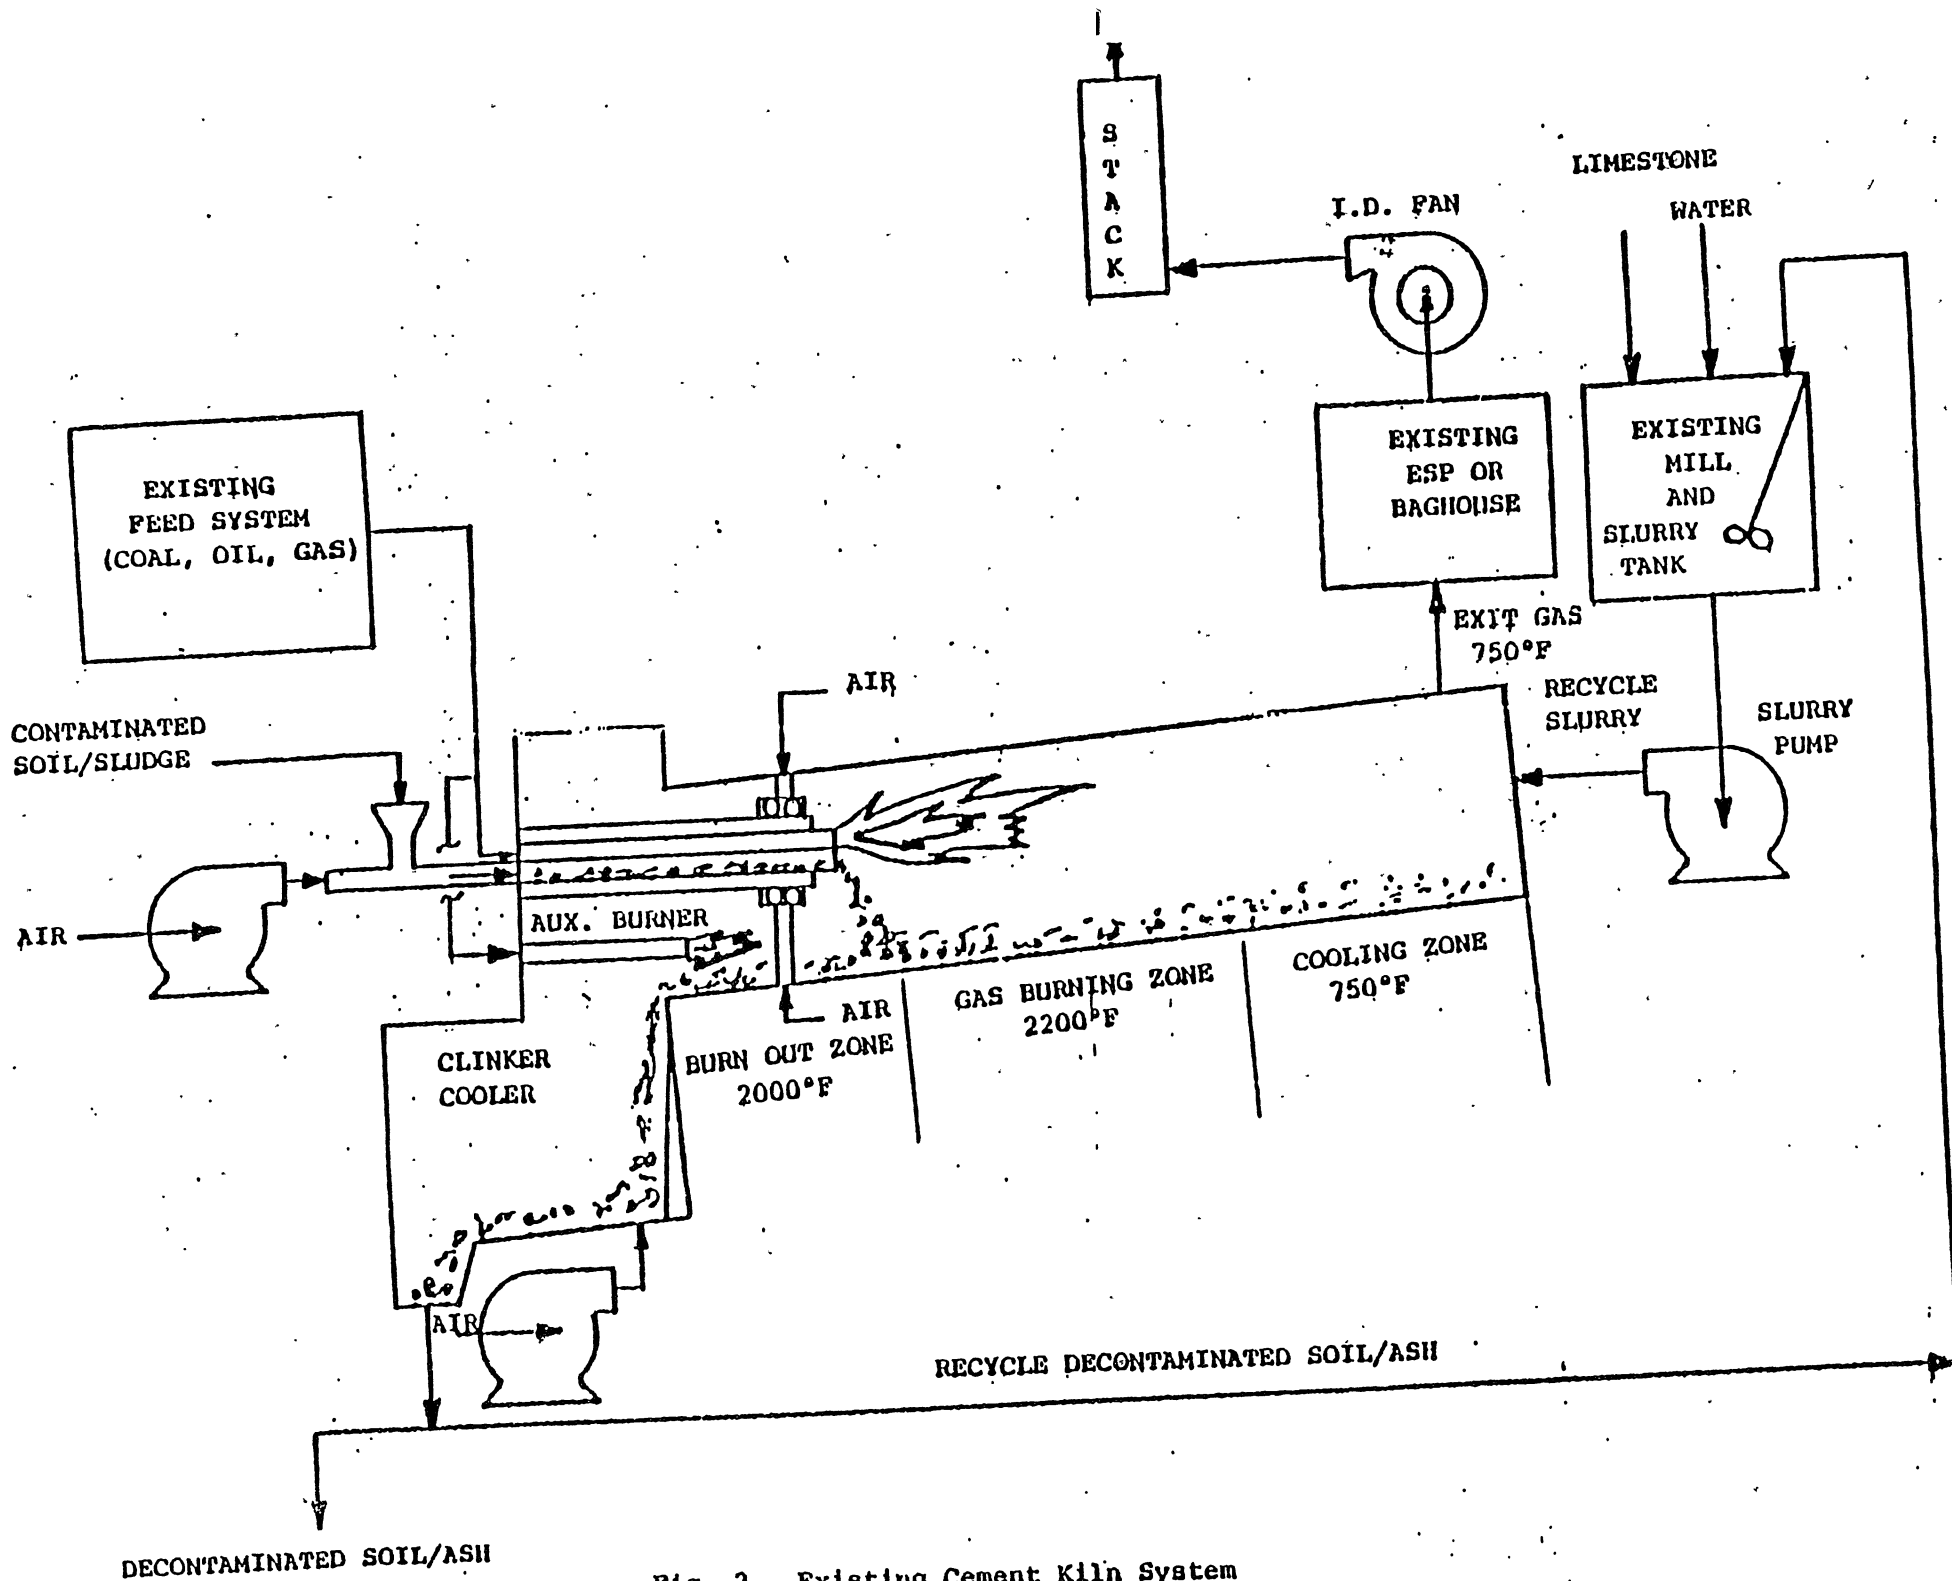 STACK
LIMESTONE
WATER
I.D. FAN
EXISTING
FEED SYSTEM
(COAL, OIL, GAS)
EXISTING
ESP OR
BAGHOUSE
EXISTING
MILL
AND
SLURRY
TANK
EXIT GAS
750°F
AIR
RECYCLE
SLURRY
SLURRY
PUMP
CONTAMINATED
SOIL/SLUDGE
AIR
AUX. BURNER
AIR
GAS BURNING ZONE
2200°F
COOLING ZONE
750°F
BURN OUT ZONE
2000°F
CLINKER
COOLER
AIR
RECYCLE DECONTAMINATED SOIL/ASH
DECONTAMINATED SOIL/ASH
Fig. 2 Existing Cement Kiln System